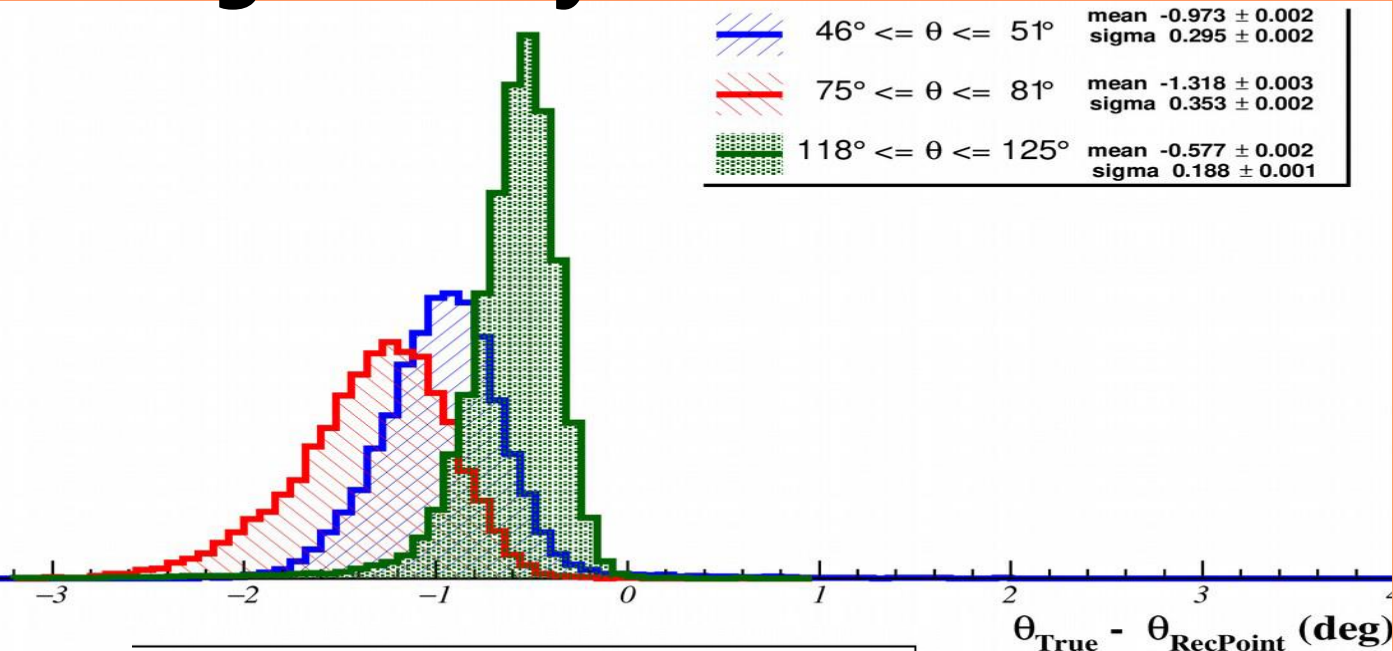 mean -0.973 ± 0.002
46° <= θ <= 51° sigma 0.295 ± 0.002
75° <= θ <= 81° mean -1.318 ± 0.003
sigma 0.353 ± 0.002
118° <= θ <= 125° mean -0.577 ± 0.002
sigma 0.188 ± 0.001
−3 −2 −1 0 1 2 3
θTrue - θRecPoint (deg)